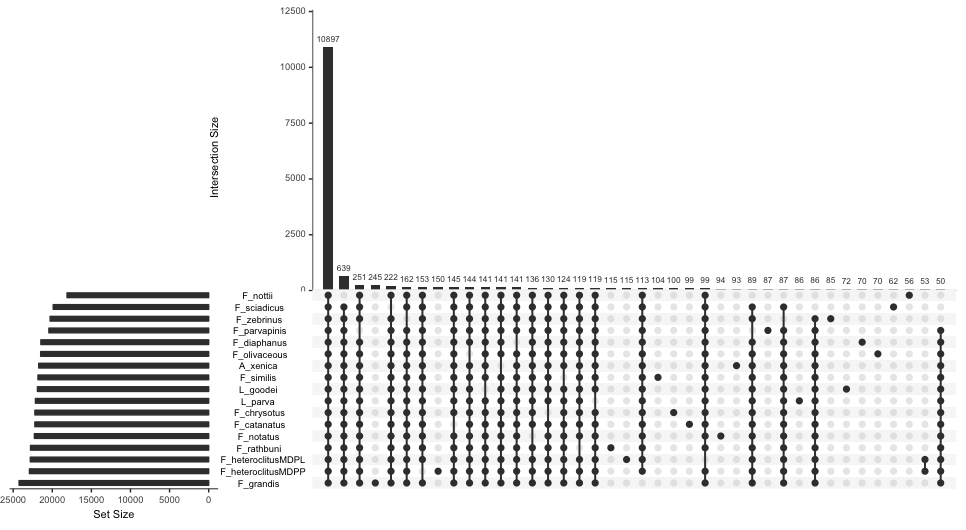 12500
10000
7500
5000
2500
0
Intersection Size
10897 639 251 245 222 162 153 150 145 144 141 141 141 136 130 124 119 119 115 115 113 104 100 99 99 94 93 89 87 87 86 86 85 72 70 70 62 56 53 50
F_nottii
F_sciadicus
F_zebrinus
F_parvapinis
F_diaphanus
F_olivaceous
A_xenica
F_similis
L_goodei
L_parva
F_chrysotus
F_catanatus
F_notatus
F_rathbuni
F_heteroclitusMDPL
F_heteroclitusMDPP
F_grandis
25000 20000 15000 10000 5000 0
Set Size